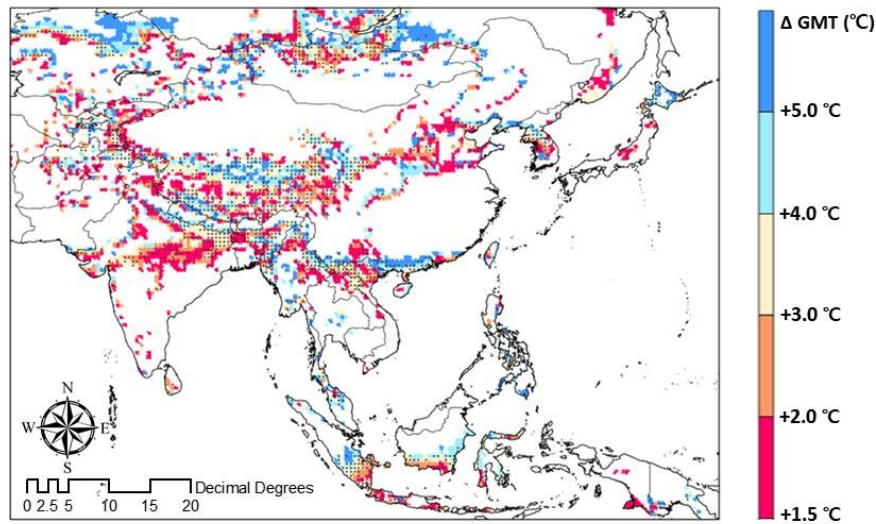 Δ GMT (℃)
+5.0 ℃
+4.0 ℃
+3.0 ℃
+2.0 ℃
+1.5 ℃
N
W E
S
Decimal Degrees
0 2.5 5 10 15 20